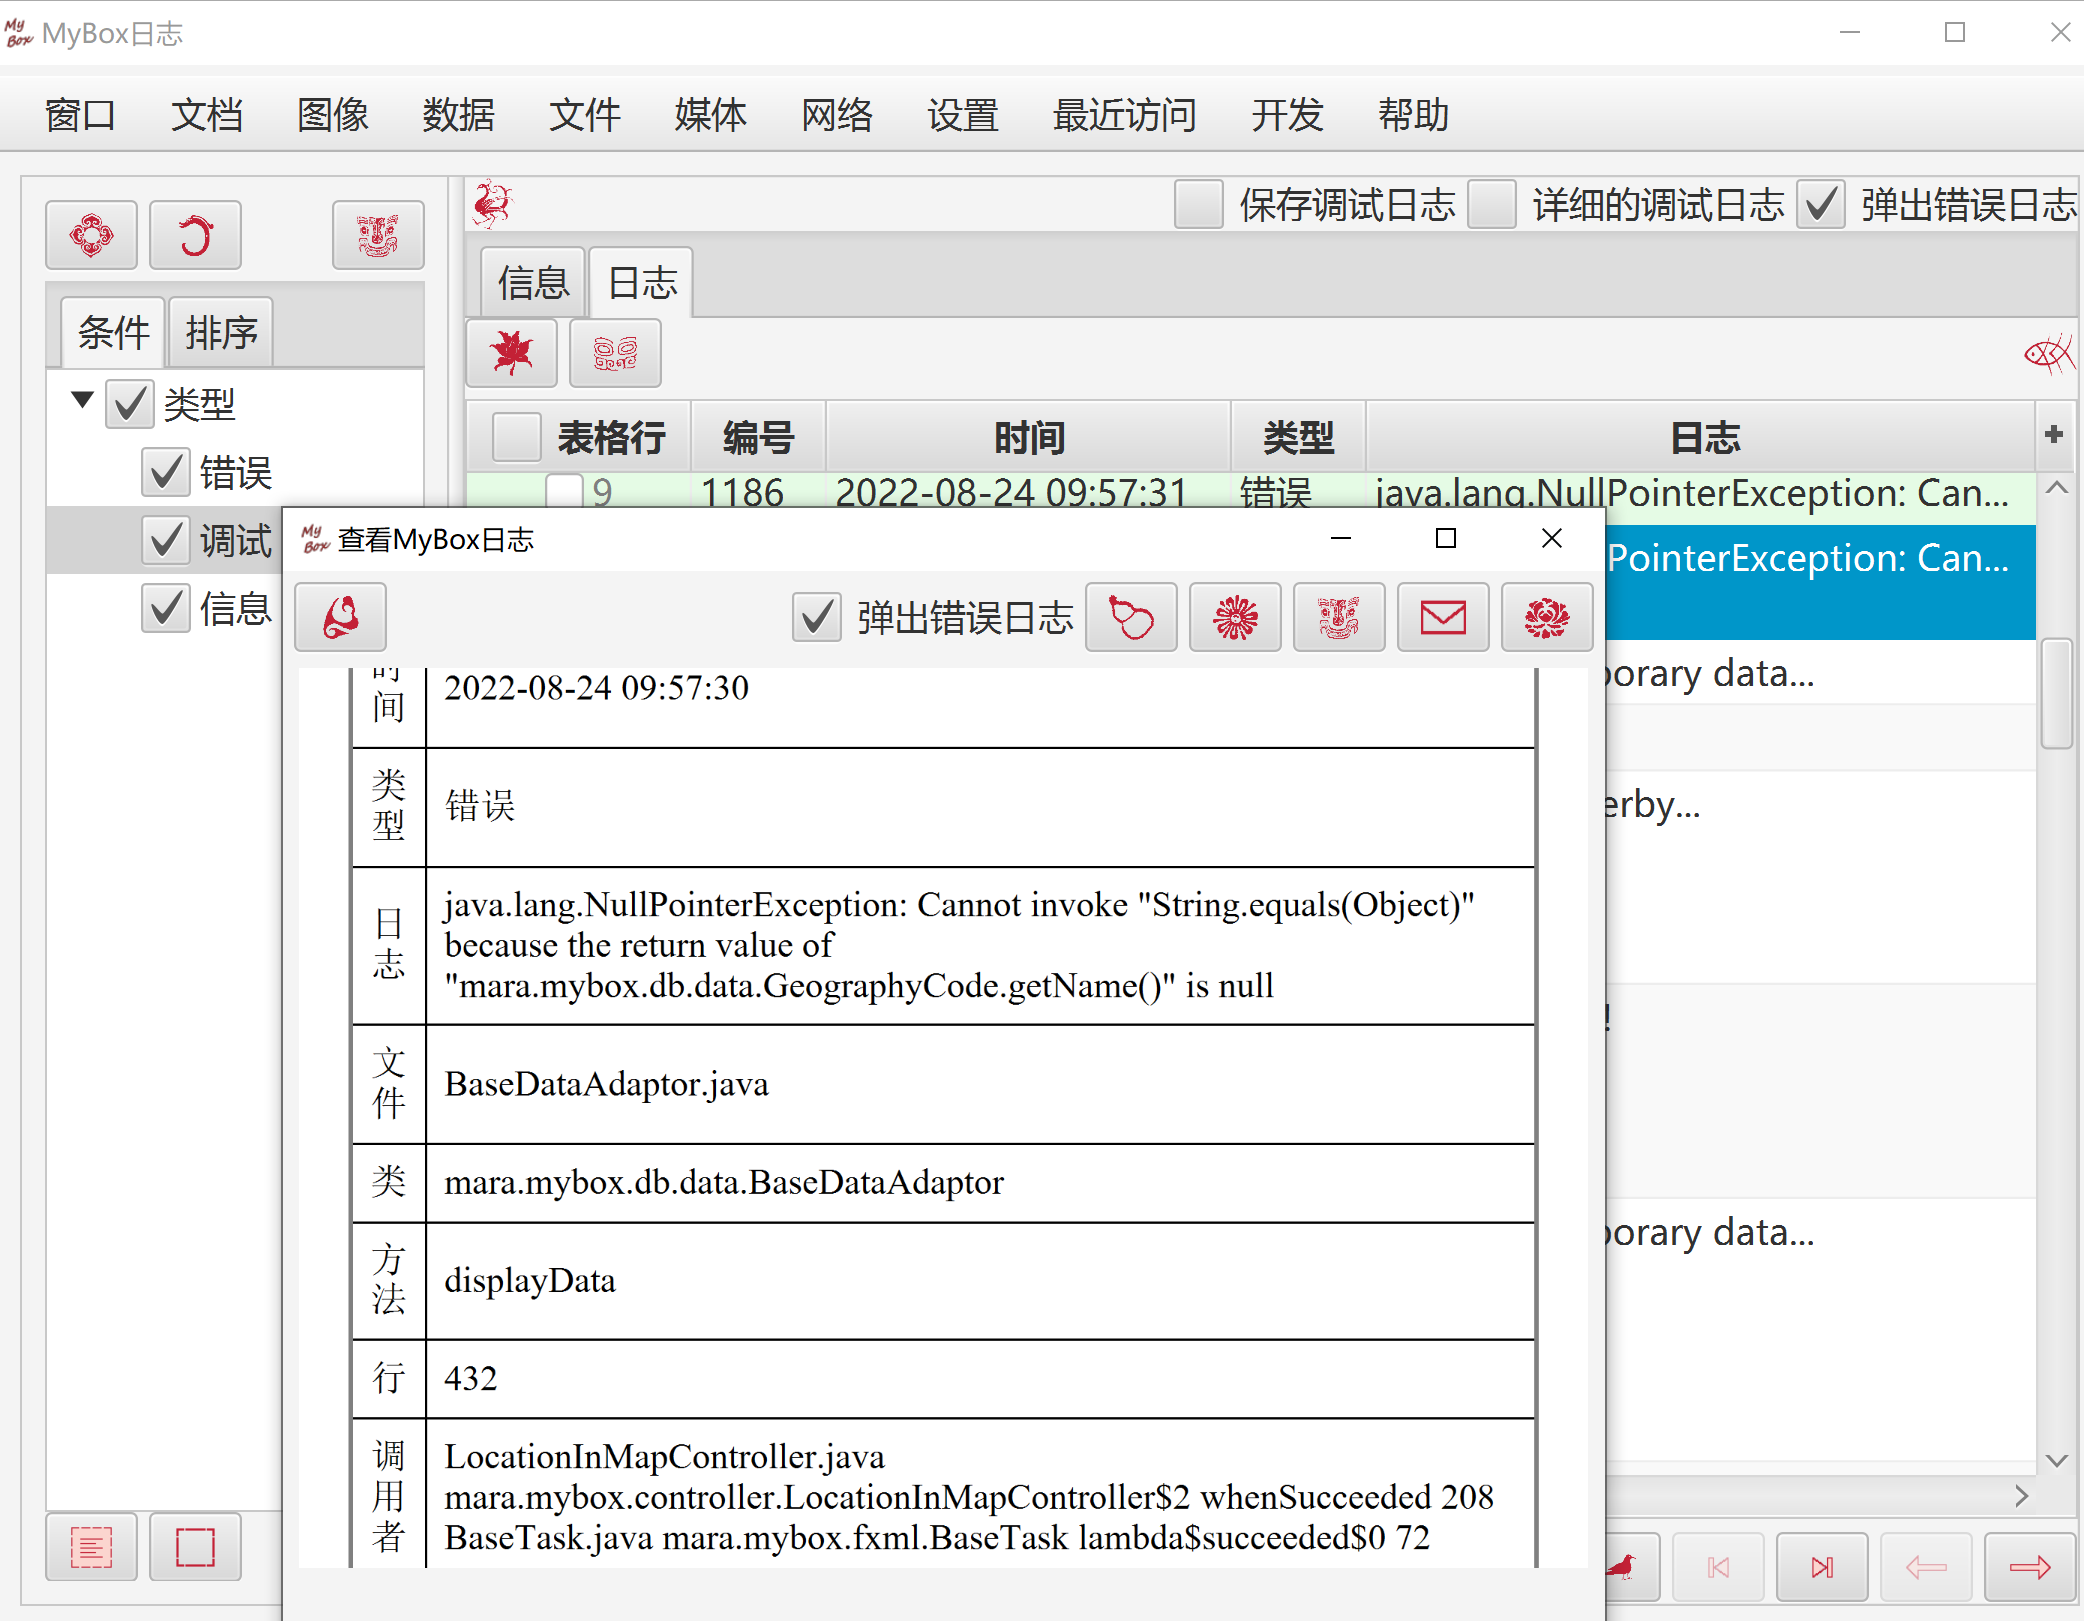 My Box MyBox日志
窗口 文档 图像 数据 文件 媒体 网络 设置 最近访问 开发 帮助
保存调试日志 详细的调试日志 弹出错误日志
信息 日志
条件 排序
类型
错误
调试
信息
表格行 编号 时间 类型 日志 +
9 1186 2022-08-24 09:57:31 错误 java.lang.NullPointerException: Can...
PointerException: Can...
porary data...
erby...
!
porary data...
My Box 查看MyBox日志
弹出错误日志
时间 2022-08-24 09:57:30
类型 错误
日志 java.lang.NullPointerException: Cannot invoke "String.equals(Object)"
because the return value of
"mara.mybox.db.data.GeographyCode.getName()" is null
文件 BaseDataAdaptor.java
类 mara.mybox.db.data.BaseDataAdaptor
方法 displayData
行 432
调用者 LocationInMapController.java
mara.mybox.controller.LocationInMapController$2 whenSucceeded 208
BaseTask.java mara.mybox.fxml.BaseTask lambda$succeeded$0 72